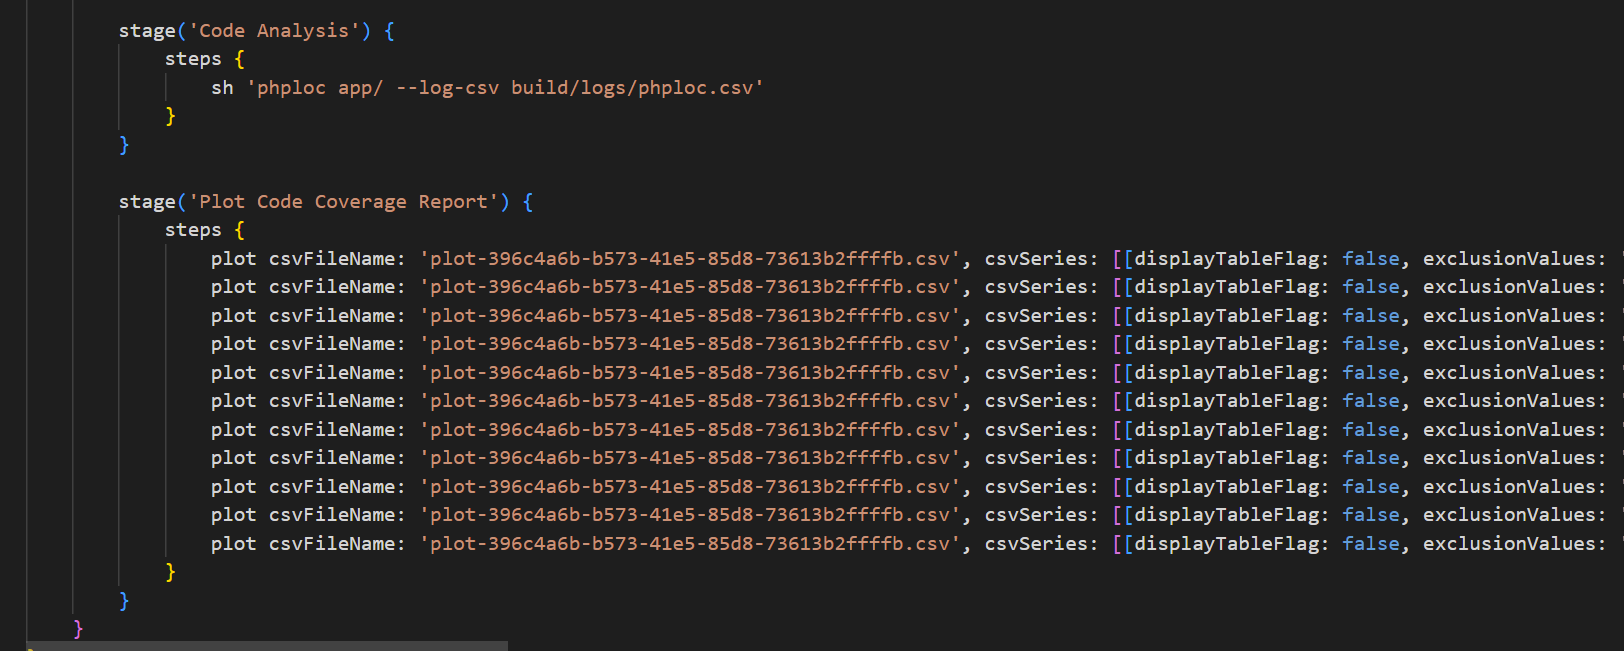 stage('Code Analysis') {
steps {
sh 'phploc app/ --log-csv build/logs/phploc.csv'
}
}
stage('Plot Code Coverage Report') {
steps {
plot csvFileName: 'plot-396c4a6b-b573-41e5-85d8-73613b2ffffb.csv', csvSeries: [[displayTableFlag: false, exclusionValues: '
plot csvFileName: 'plot-396c4a6b-b573-41e5-85d8-73613b2ffffb.csv', csvSeries: [[displayTableFlag: false, exclusionValues: '
plot csvFileName: 'plot-396c4a6b-b573-41e5-85d8-73613b2ffffb.csv', csvSeries: [[displayTableFlag: false, exclusionValues: '
plot csvFileName: 'plot-396c4a6b-b573-41e5-85d8-73613b2ffffb.csv', csvSeries: [[displayTableFlag: false, exclusionValues: '
plot csvFileName: 'plot-396c4a6b-b573-41e5-85d8-73613b2ffffb.csv', csvSeries: [[displayTableFlag: false, exclusionValues: '
plot csvFileName: 'plot-396c4a6b-b573-41e5-85d8-73613b2ffffb.csv', csvSeries: [[displayTableFlag: false, exclusionValues: '
plot csvFileName: 'plot-396c4a6b-b573-41e5-85d8-73613b2ffffb.csv', csvSeries: [[displayTableFlag: false, exclusionValues: '
plot csvFileName: 'plot-396c4a6b-b573-41e5-85d8-73613b2ffffb.csv', csvSeries: [[displayTableFlag: false, exclusionValues: '
plot csvFileName: 'plot-396c4a6b-b573-41e5-85d8-73613b2ffffb.csv', csvSeries: [[displayTableFlag: false, exclusionValues: '
plot csvFileName: 'plot-396c4a6b-b573-41e5-85d8-73613b2ffffb.csv', csvSeries: [[displayTableFlag: false, exclusionValues: '
plot csvFileName: 'plot-396c4a6b-b573-41e5-85d8-73613b2ffffb.csv', csvSeries: [[displayTableFlag: false, exclusionValues: '
}
}
}